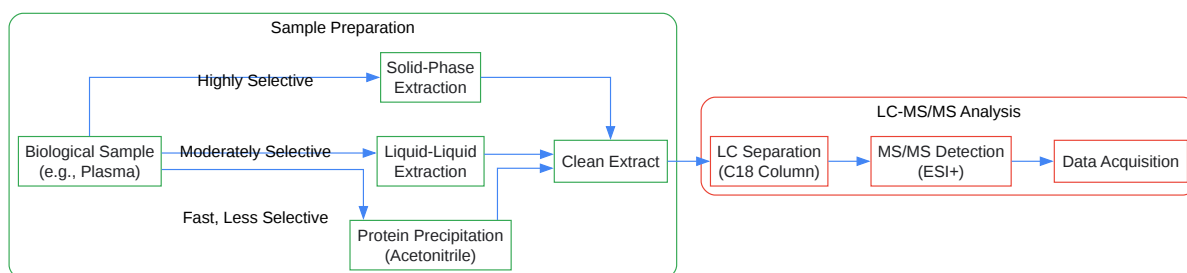 Sample Preparation
Highly Selective
Solid-Phase
Extraction
Biological Sample
(e.g., Plasma)
Moderately Selective
Liquid-Liquid
Extraction
Clean Extract
Fast, Less Selective
Protein Precipitation
(Acetonitrile)
LC-MS/MS Analysis
LC Separation
(C18 Column)
MS/MS Detection
(ESI+)
Data Acquisition